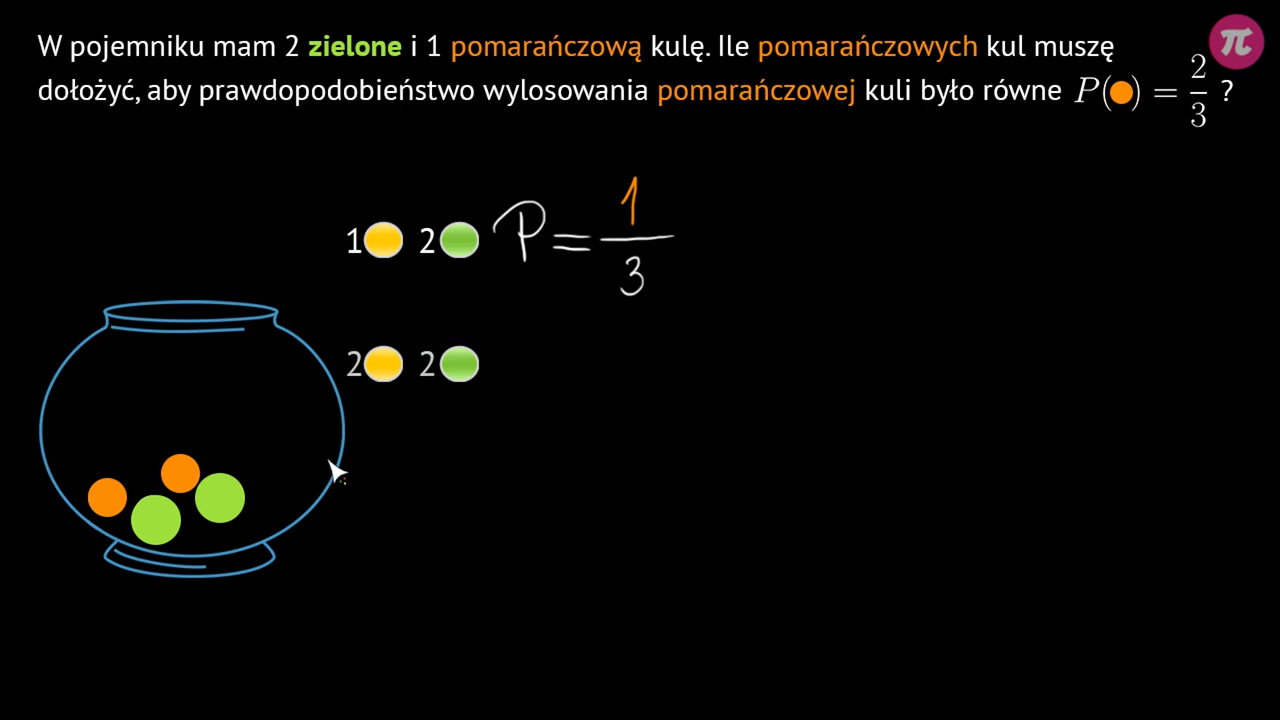 W pojemniku mam 2 zielone i 1 pomarańczową kulę. Ile pomarańczowych kul muszę
dołożyć, aby prawdopodobieństwo wylosowania pomarańczowej kuli było równe P( ) = 2/3 ?
π
1 2 P = 1/3
2 2